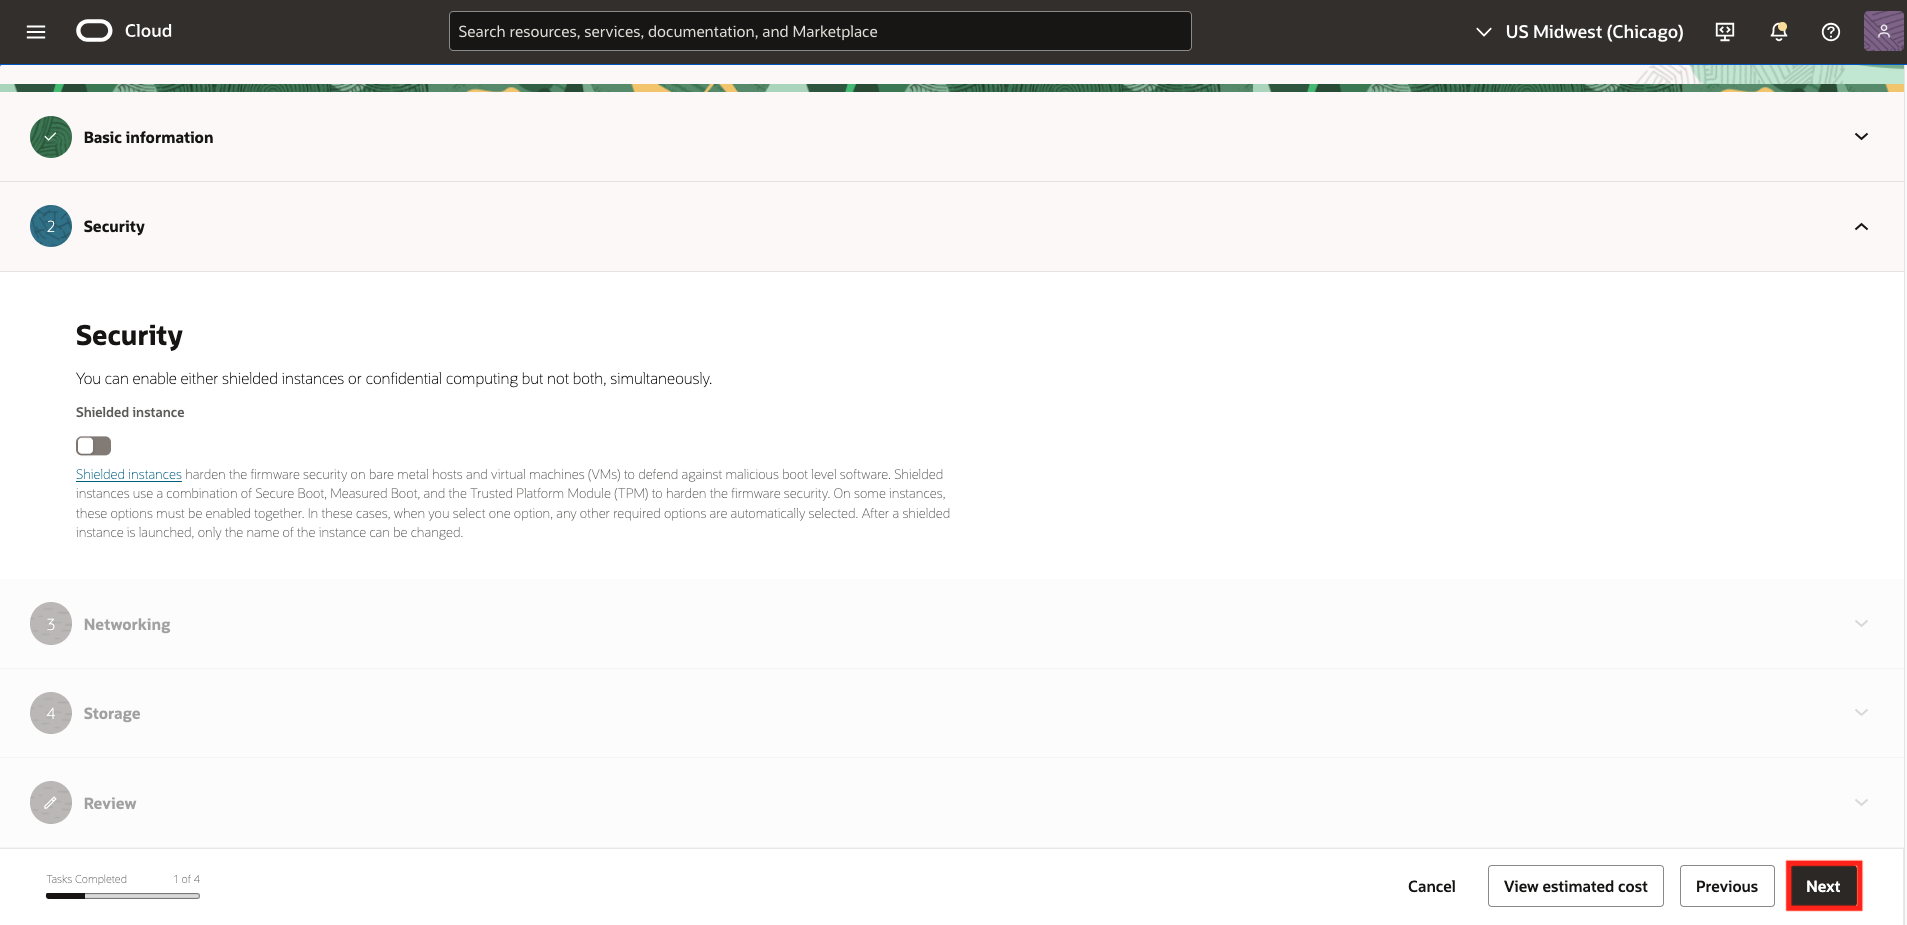 Cloud
Search resources, services, documentation, and Marketplace
US Midwest (Chicago)
Basic information
2
Security
Security
You can enable either shielded instances or confidential computing but not both, simultaneously.
Shielded instance
Shielded instances harden the firmware security on bare metal hosts and virtual machines (VMs) to defend against malicious boot level software. Shielded
instances use a combination of Secure Boot, Measured Boot, and the Trusted Platform Module (TPM) to harden the firmware security. On some instances,
these options must be enabled together. In these cases, when you select one option, any other required options are automatically selected. After a shielded
instance is launched, only the name of the instance can be changed.
3
Networking
4
Storage
Review
Tasks Completed 1 of 4
Cancel
View estimated cost
Previous
Next